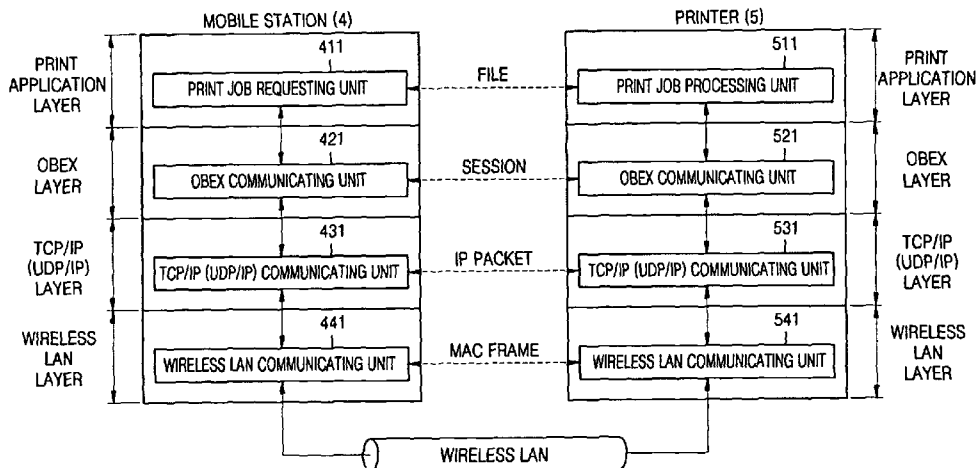 MOBILE STATION (4)
PRINTER (5)
PRINT
APPLICATION
LAYER
411
PRINT JOB REQUESTING UNIT
FILE
511
PRINT JOB PROCESSING UNIT
PRINT
APPLICATION
LAYER
OBEX
LAYER
421
OBEX COMMUNICATING UNIT
SESSION
521
OBEX COMMUNICATING UNIT
OBEX
LAYER
TCP/IP
(UDP/IP)
LAYER
431
TCP/IP (UDP/IP) COMMUNICATING UNIT
IP PACKET
531
TCP/IP (UDP/IP) COMMUNICATING UNIT
TCP/IP
(UDP/IP)
LAYER
WIRELESS
LAN
LAYER
441
WIRELESS LAN COMMUNICATING UNIT
MAC FRAME
541
WIRELESS LAN COMMUNICATING UNIT
WIRELESS
LAN
LAYER
WIRELESS LAN